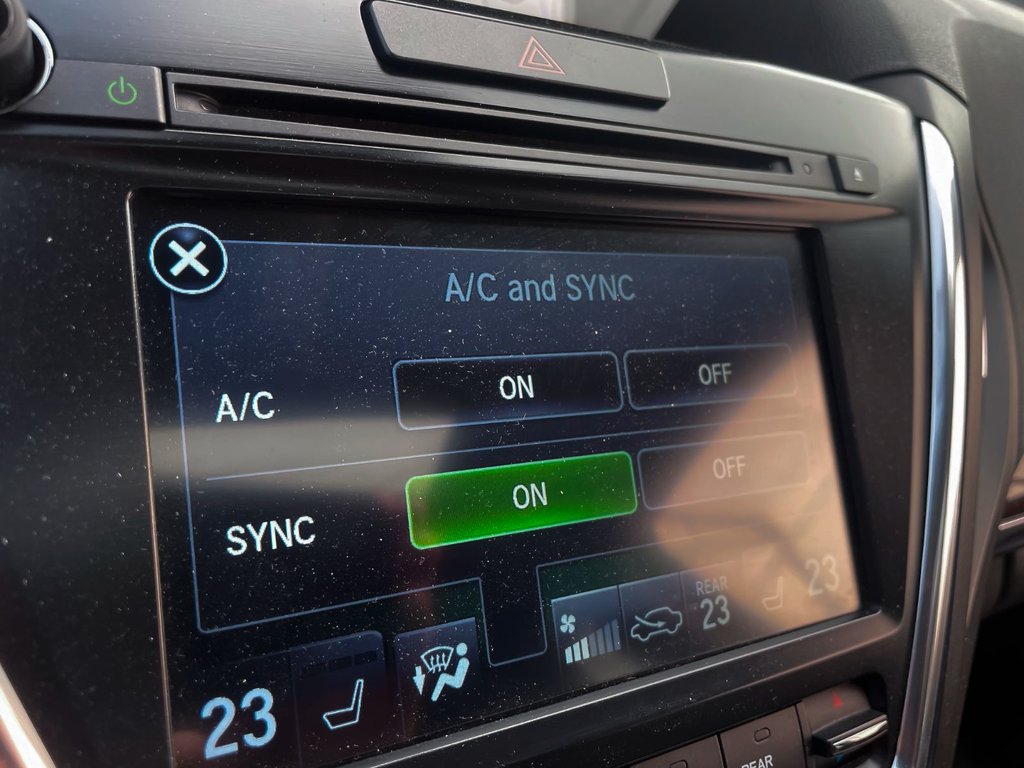 A/C and SYNC
A/C ON OFF
SYNC ON OFF
23 REAR 23 23
REAR